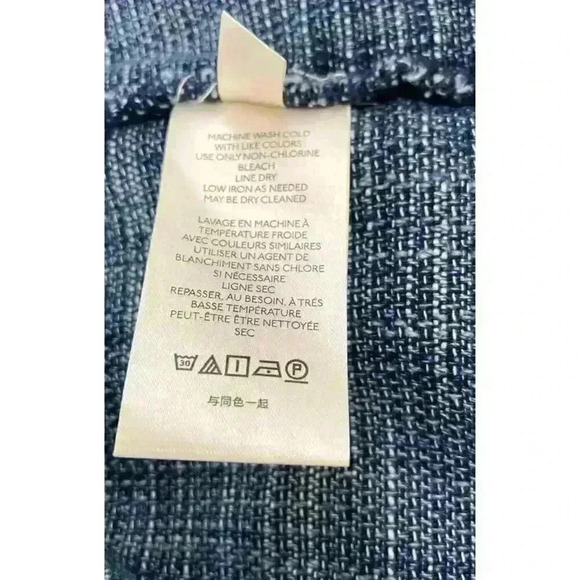 MACHINE WASH COLD
WITH LIKE COLORS
USE ONLY NON-CHLORINE
BLEACH
LINE DRY
LOW IRON AS NEEDED
MAY BE DRY CLEANED
LAVAGE EN MACHINE À
TEMPÉRATURE FROIDE
AVEC COULEURS SIMILAIRES
UTILISER UN AGENT DE
BLANCHIMENT SANS CHLORE
SI NÉCESSAIRE
LIGNE SEC
REPASSER, AU BESOIN, À TRÉS
BASSE TEMPÉRATURE
PEUT-ÊTRE ÊTRE NETTOYÉE
SEC
30 P
与同色一起